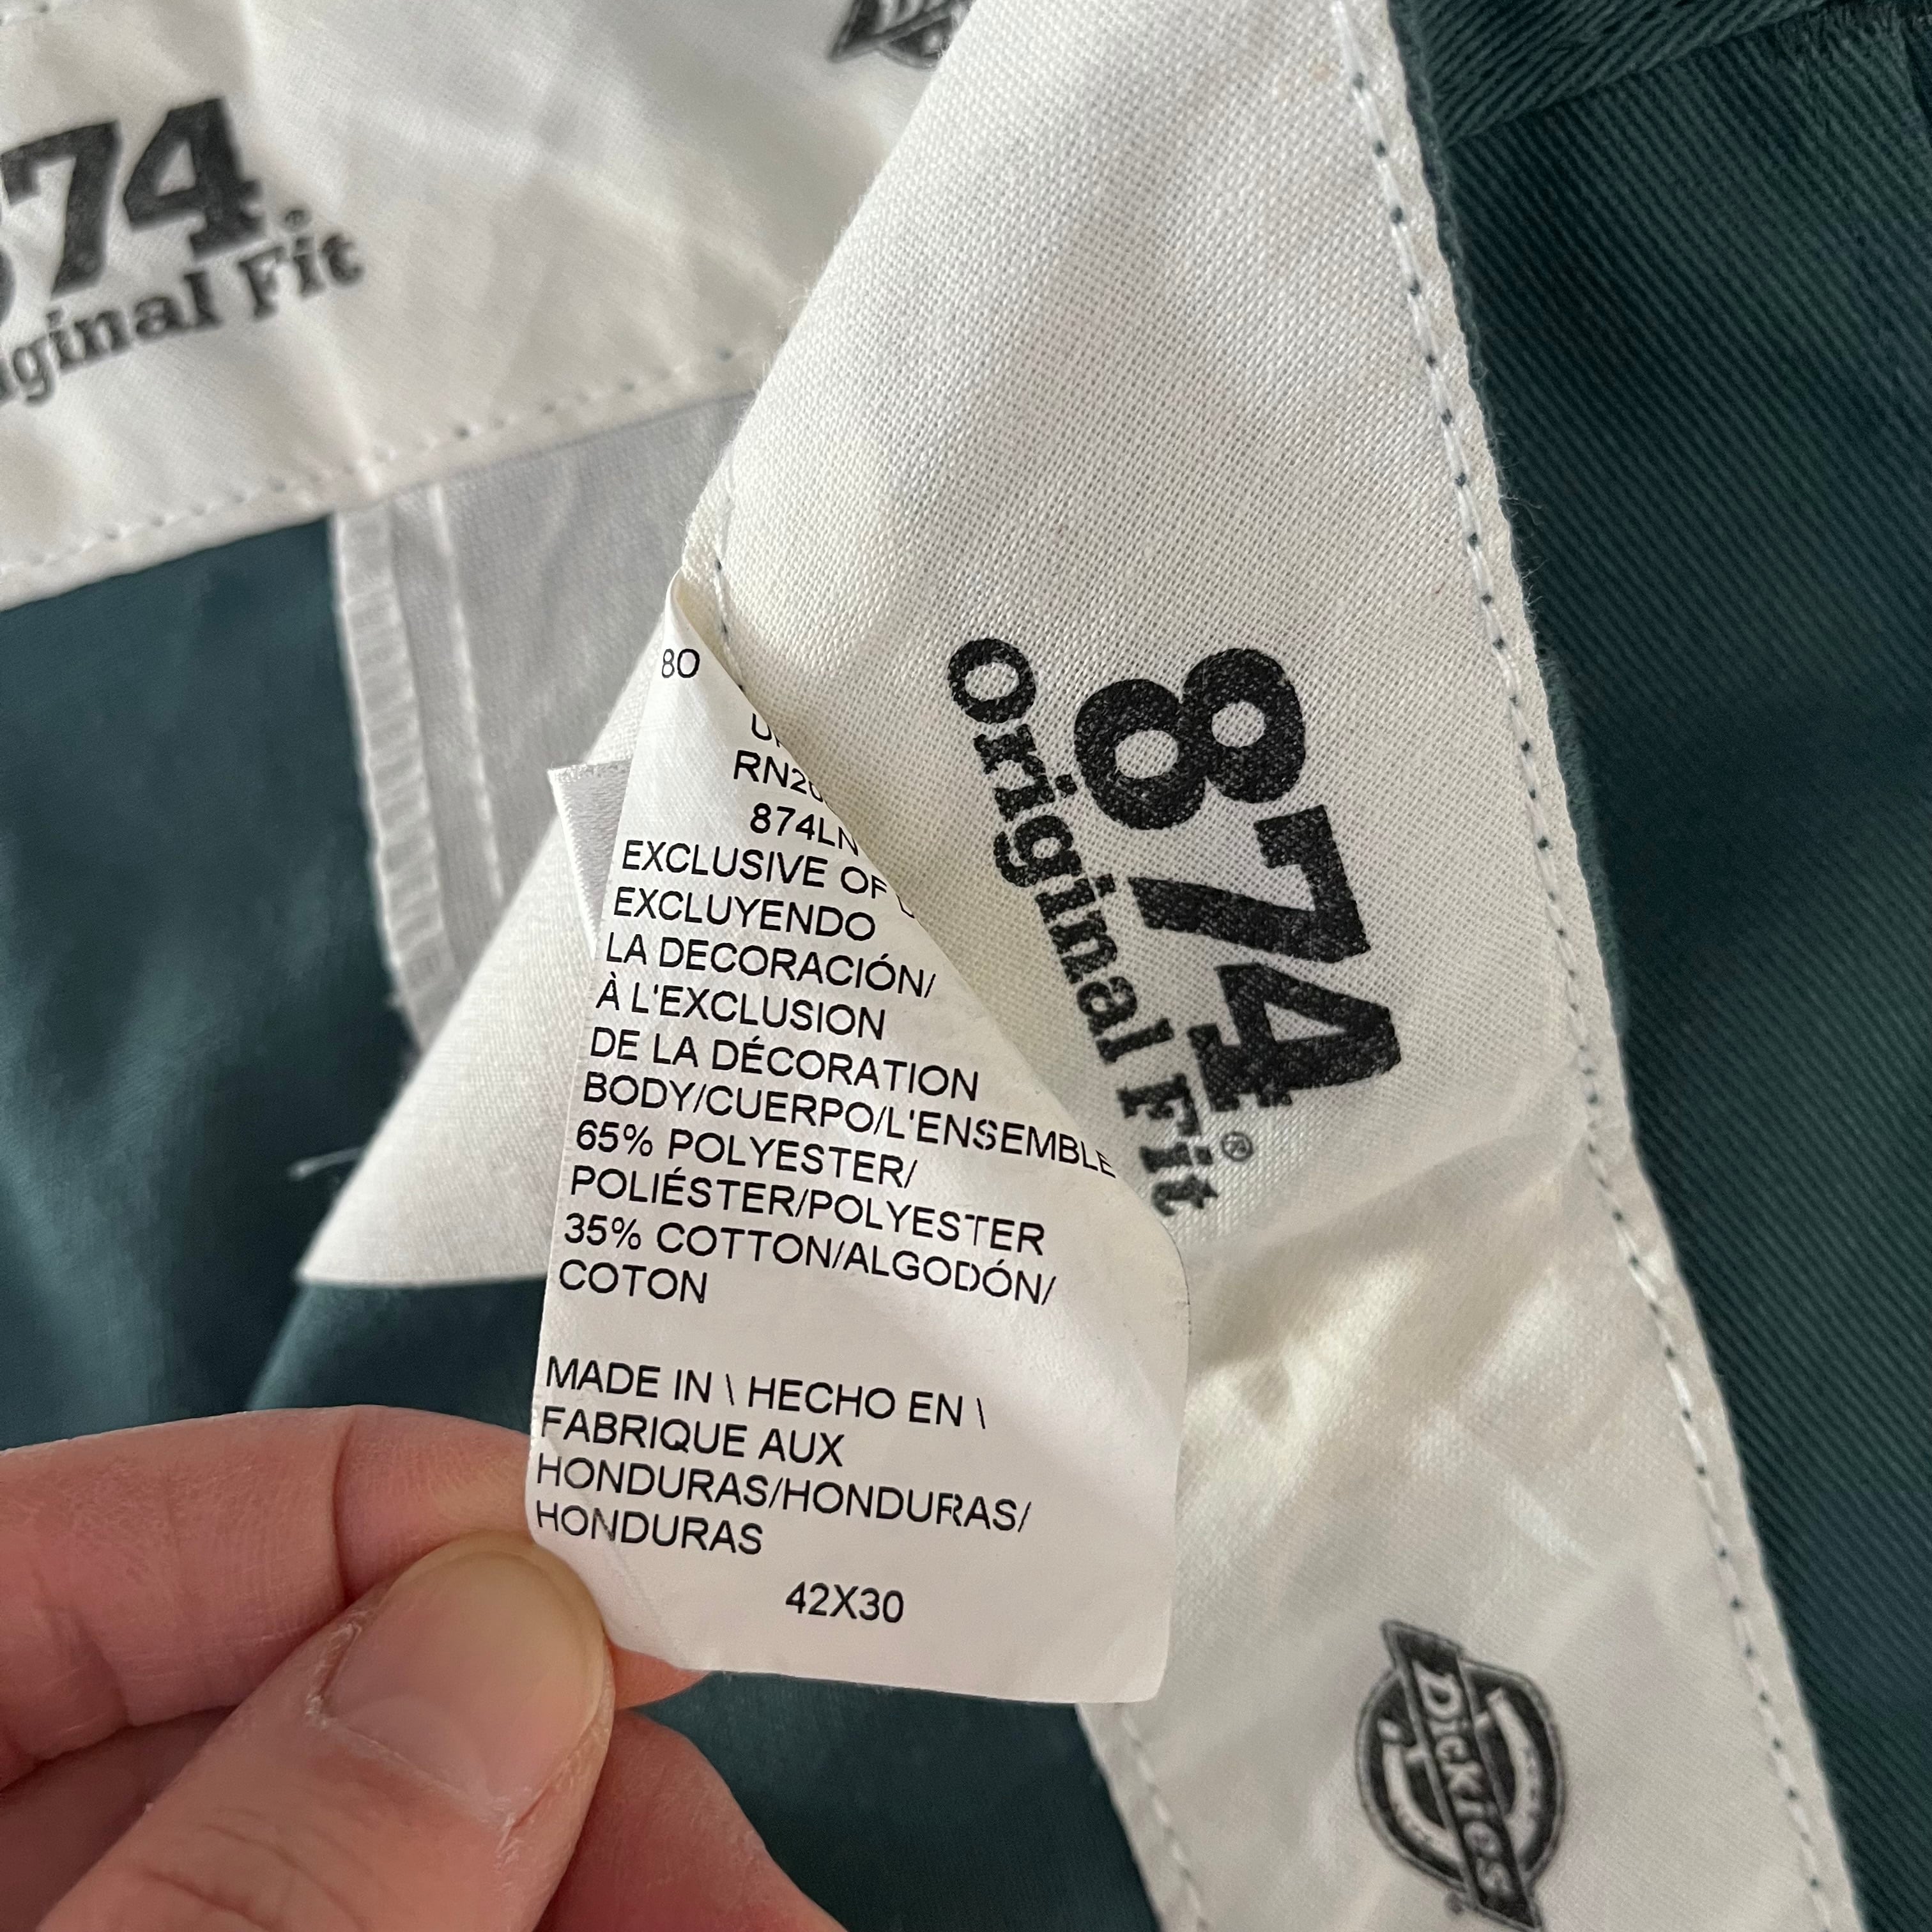 874®
Original Fit
80
874LN
EXCLUSIVE OF
EXCLUYENDO
LA DECORACIÓN/
À L'EXCLUSION
DE LA DÉCORATION
BODY/CUERPO/L'ENSEMBLE
65% POLYESTER/
POLIÉSTER/POLYESTER
35% COTTON/ALGODÓN/
COTON
MADE IN \ HECHO EN \
FABRIQUE AUX
HONDURAS/HONDURAS/
HONDURAS
42X30
874®
Original Fit
Dickies®